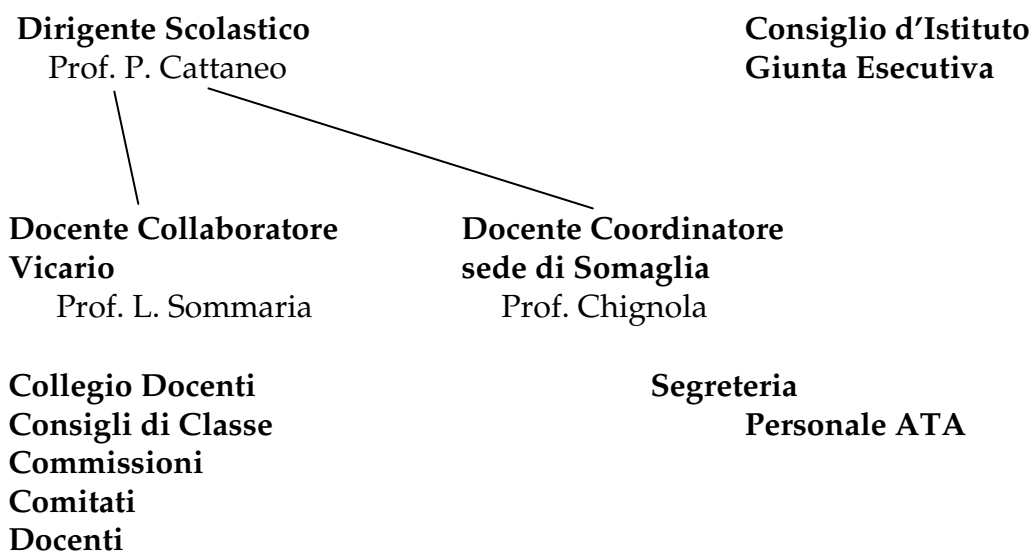 Dirigente Scolastico
Prof. P. Cattaneo
Consiglio d’Istituto
Giunta Esecutiva
Docente Collaboratore
Vicario
Prof. L. Sommaria
Docente Coordinatore
sede di Somaglia
Prof. Chignola
Collegio Docenti
Consigli di Classe
Commissioni
Comitati
Docenti
Segreteria
Personale ATA